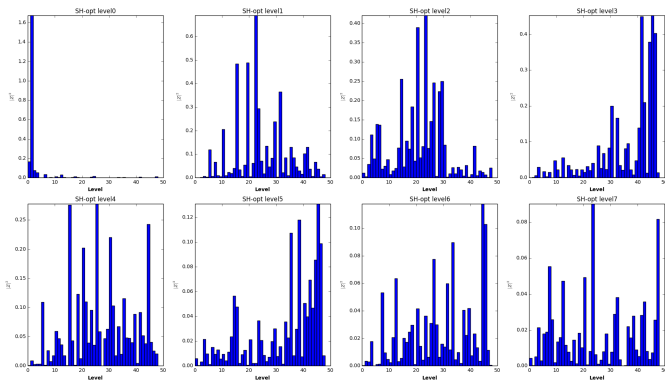 SH-opt level0
SH-opt level1
SH-opt level2
SH-opt level3
1.6
1.4
1.2
1.0
0.8
0.6
0.4
0.2
0.0
0.6
0.4
0.2
0.0
0.40
0.35
0.30
0.25
0.20
0.15
0.10
0.05
0.00
0.4
0.3
0.2
0.1
0.0
|Z|²
|Z|²
|Z|²
|Z|²
0 10 20 30 40 50
0 10 20 30 40 50
0 10 20 30 40 50
0 10 20 30 40 50
Level
Level
Level
Level
SH-opt level4
SH-opt level5
SH-opt level6
SH-opt level7
0.25
0.20
0.15
0.10
0.05
0.00
0.12
0.10
0.08
0.06
0.04
0.02
0.00
0.10
0.08
0.06
0.04
0.02
0.00
0.08
0.06
0.04
0.02
0.00
|Z|²
|Z|²
|Z|²
|Z|²
0 10 20 30 40 50
0 10 20 30 40 50
0 10 20 30 40 50
0 10 20 30 40 50
Level
Level
Level
Level